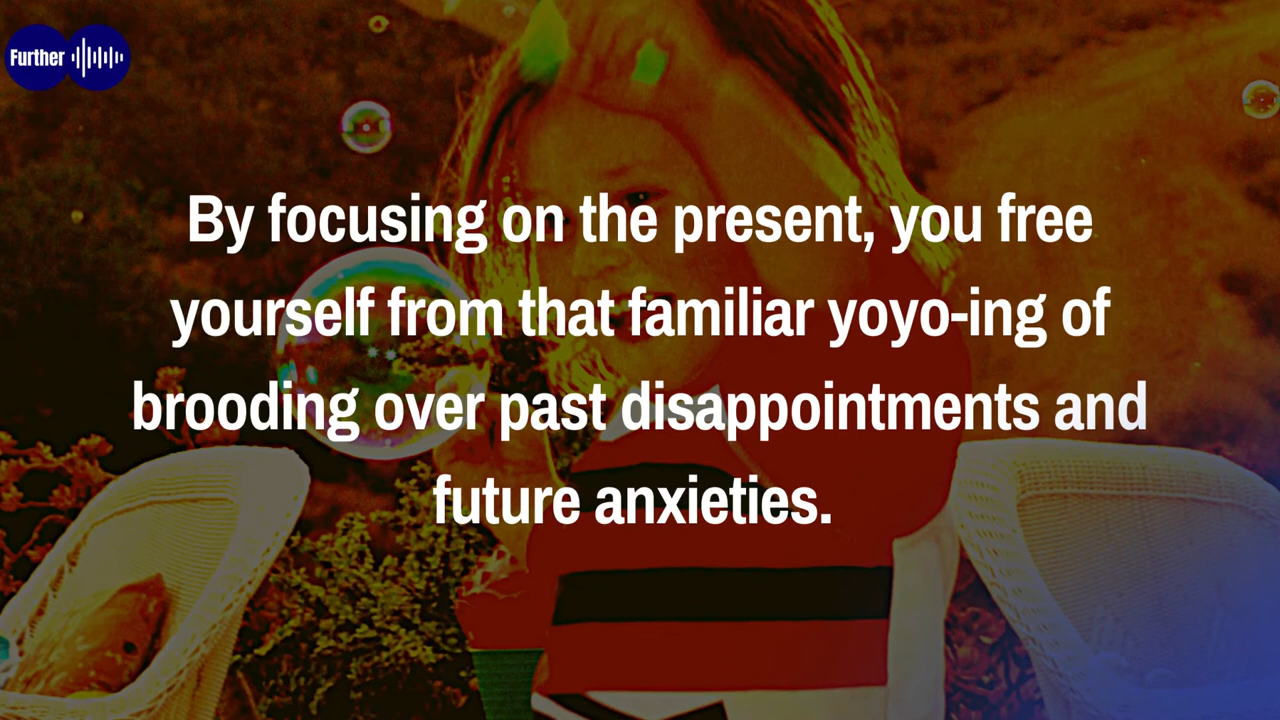 Further
By focusing on the present, you free
yourself from that familiar yoyo-ing of
brooding over past disappointments and
future anxieties.